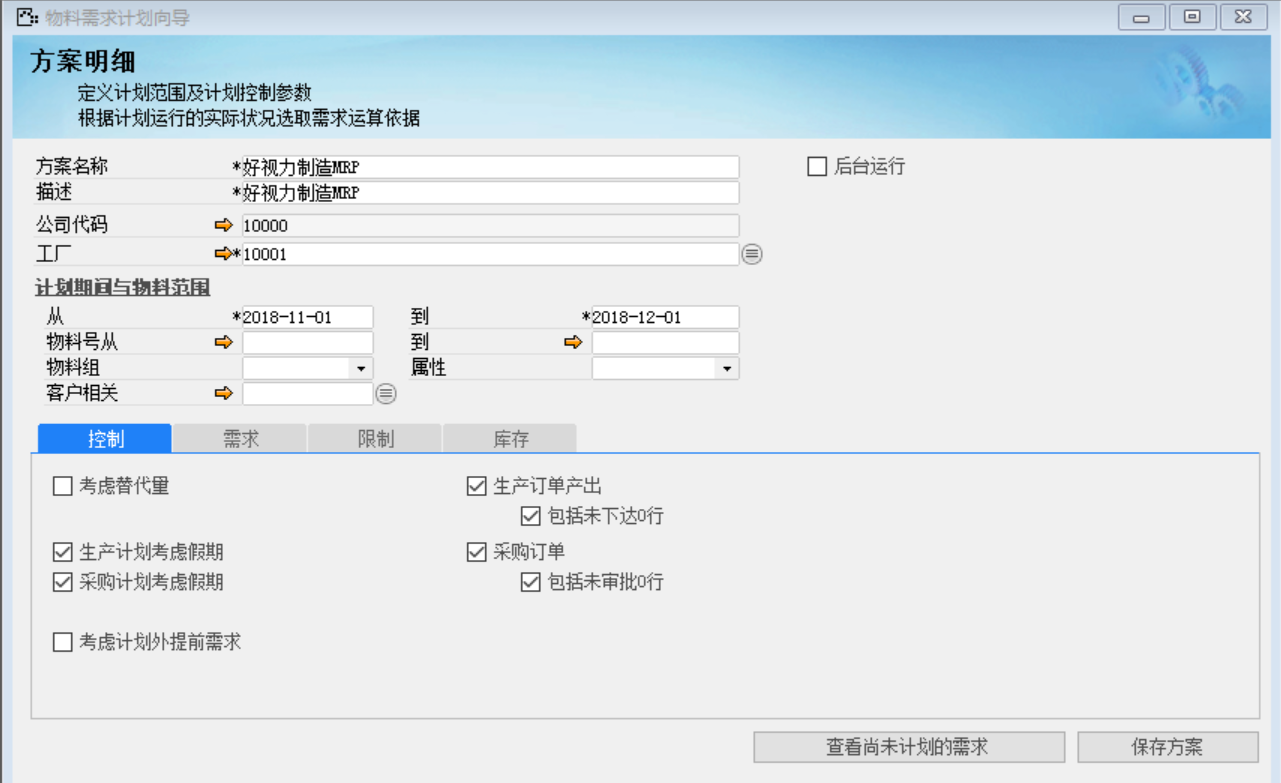 物料需求计划向导
方案明细
定义计划范围及计划控制参数
根据计划运行的实际状况选取需求运算依据
方案名称 *好视力制造MRP 后台运行
描述 *好视力制造MRP
公司代码 10000
工厂 *10001
计划期间与物料范围
从 *2018-11-01 到 *2018-12-01
物料号从 到
物料组 属性
客户相关
控制 需求 限制 库存
考虑替代量 生产订单产出
包括未下达0行
生产计划考虑假期 采购订单
采购计划考虑假期 包括未审批0行
考虑计划外提前需求
查看尚未计划的需求 保存方案